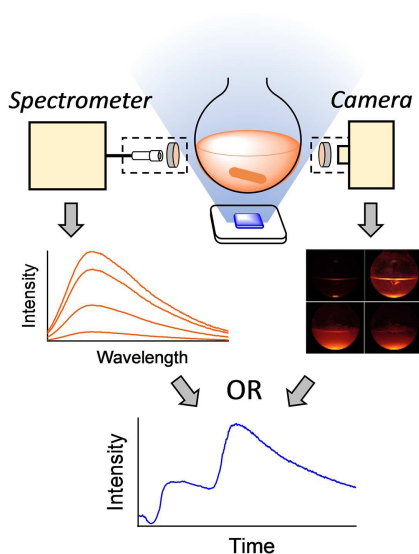 Spectrometer
Camera
Intensity
Wavelength
OR
Intensity
Time